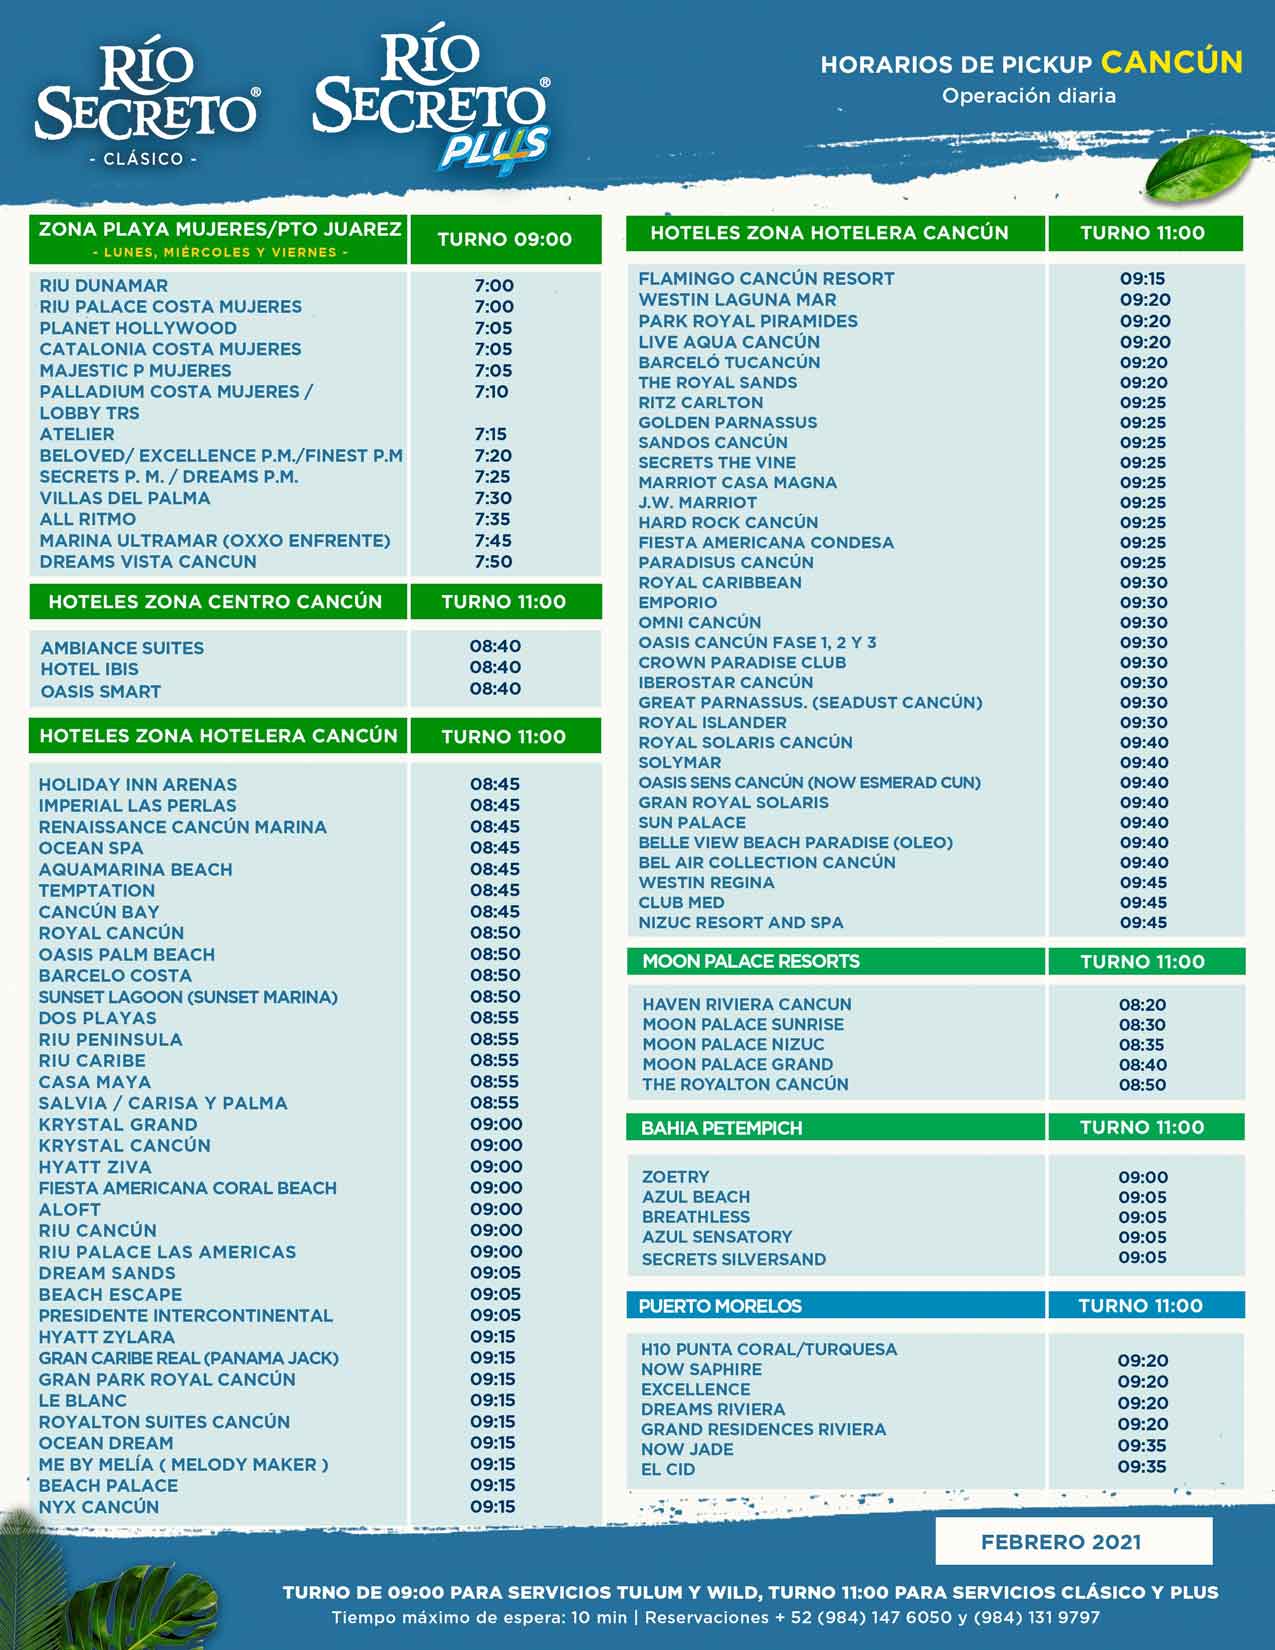 RÍO
SECRETO®
- CLÁSICO -
RÍO
SECRETO®
PLUS
HORARIOS DE PICKUP CANCÚN
Operación diaria
ZONA PLAYA MUJERES/PTO JUAREZ
- LUNES, MIÉRCOLES Y VIERNES -
TURNO 09:00
RIU DUNAMAR 7:00
RIU PALACE COSTA MUJERES 7:00
PLANET HOLLYWOOD 7:05
CATALONIA COSTA MUJERES 7:05
MAJESTIC P MUJERES 7:05
PALLADIUM COSTA MUJERES / 7:10
LOBBY TRS
ATELIER 7:15
BELOVED/ EXCELLENCE P.M./FINEST P.M 7:20
SECRETS P. M. / DREAMS P.M. 7:25
VILLAS DEL PALMA 7:30
ALL RITMO 7:35
MARINA ULTRAMAR (OXXO ENFRENTE) 7:45
DREAMS VISTA CANCUN 7:50
HOTELES ZONA CENTRO CANCÚN TURNO 11:00
AMBIANCE SUITES 08:40
HOTEL IBIS 08:40
OASIS SMART 08:40
HOTELES ZONA HOTELERA CANCÚN TURNO 11:00
HOLIDAY INN ARENAS 08:45
IMPERIAL LAS PERLAS 08:45
RENAISSANCE CANCÚN MARINA 08:45
OCEAN SPA 08:45
AQUAMARINA BEACH 08:45
TEMPTATION 08:45
CANCÚN BAY 08:45
ROYAL CANCÚN 08:50
OASIS PALM BEACH 08:50
BARCELO COSTA 08:50
SUNSET LAGOON (SUNSET MARINA) 08:50
DOS PLAYAS 08:55
RIU PENINSULA 08:55
RIU CARIBE 08:55
CASA MAYA 08:55
SALVIA / CARISA Y PALMA 08:55
KRYSTAL GRAND 09:00
KRYSTAL CANCÚN 09:00
HYATT ZIVA 09:00
FIESTA AMERICANA CORAL BEACH 09:00
ALOFT 09:00
RIU CANCÚN 09:00
RIU PALACE LAS AMERICAS 09:00
DREAM SANDS 09:05
BEACH ESCAPE 09:05
PRESIDENTE INTERCONTINENTAL 09:05
HYATT ZYLARA 09:15
GRAN CARIBE REAL (PANAMA JACK) 09:15
GRAN PARK ROYAL CANCÚN 09:15
LE BLANC 09:15
ROYALTON SUITES CANCÚN 09:15
OCEAN DREAM 09:15
ME BY MELÍA ( MELODY MAKER ) 09:15
BEACH PALACE 09:15
NYX CANCÚN 09:15
HOTELES ZONA HOTELERA CANCÚN TURNO 11:00
FLAMINGO CANCÚN RESORT 09:15
WESTIN LAGUNA MAR 09:20
PARK ROYAL PIRAMIDES 09:20
LIVE AQUA CANCÚN 09:20
BARCELÓ TUCANCÚN 09:20
THE ROYAL SANDS 09:20
RITZ CARLTON 09:25
GOLDEN PARNASSUS 09:25
SANDOS CANCÚN 09:25
SECRETS THE VINE 09:25
MARRIOT CASA MAGNA 09:25
J.W. MARRIOT 09:25
HARD ROCK CANCÚN 09:25
FIESTA AMERICANA CONDESA 09:25
PARADISUS CANCÚN 09:25
ROYAL CARIBBEAN 09:30
EMPORIO 09:30
OMNI CANCÚN 09:30
OASIS CANCÚN FASE 1, 2 Y 3 09:30
CROWN PARADISE CLUB 09:30
IBEROSTAR CANCÚN 09:30
GREAT PARNASSUS. (SEADUST CANCÚN) 09:30
ROYAL ISLANDER 09:30
ROYAL SOLARIS CANCÚN 09:40
SOLYMAR 09:40
OASIS SENS CANCÚN (NOW ESMERAD CUN) 09:40
GRAN ROYAL SOLARIS 09:40
SUN PALACE 09:40
BELLE VIEW BEACH PARADISE (OLEO) 09:40
BEL AIR COLLECTION CANCÚN 09:40
WESTIN REGINA 09:45
CLUB MED 09:45
NIZUC RESORT AND SPA 09:45
MOON PALACE RESORTS TURNO 11:00
HAVEN RIVIERA CANCUN 08:20
MOON PALACE SUNRISE 08:30
MOON PALACE NIZUC 08:35
MOON PALACE GRAND 08:40
THE ROYALTON CANCÚN 08:50
BAHIA PETEMPICH TURNO 11:00
ZOETRY 09:00
AZUL BEACH 09:05
BREATHLESS 09:05
AZUL SENSATORY 09:05
SECRETS SILVERSAND 09:05
PUERTO MORELOS TURNO 11:00
H10 PUNTA CORAL/TURQUESA
NOW SAPHIRE
EXCELLENCE
DREAMS RIVIERA
GRAND RESIDENCES RIVIERA
NOW JADE
EL CID
09:20
09:20
09:20
09:20
09:35
09:35
FEBRERO 2021
TURNO DE 09:00 PARA SERVICIOS TULUM Y WILD, TURNO 11:00 PARA SERVICIOS CLÁSICO Y PLUS
Tiempo máximo de espera: 10 min | Reservaciones + 52 (984) 147 6050 y (984) 131 9797